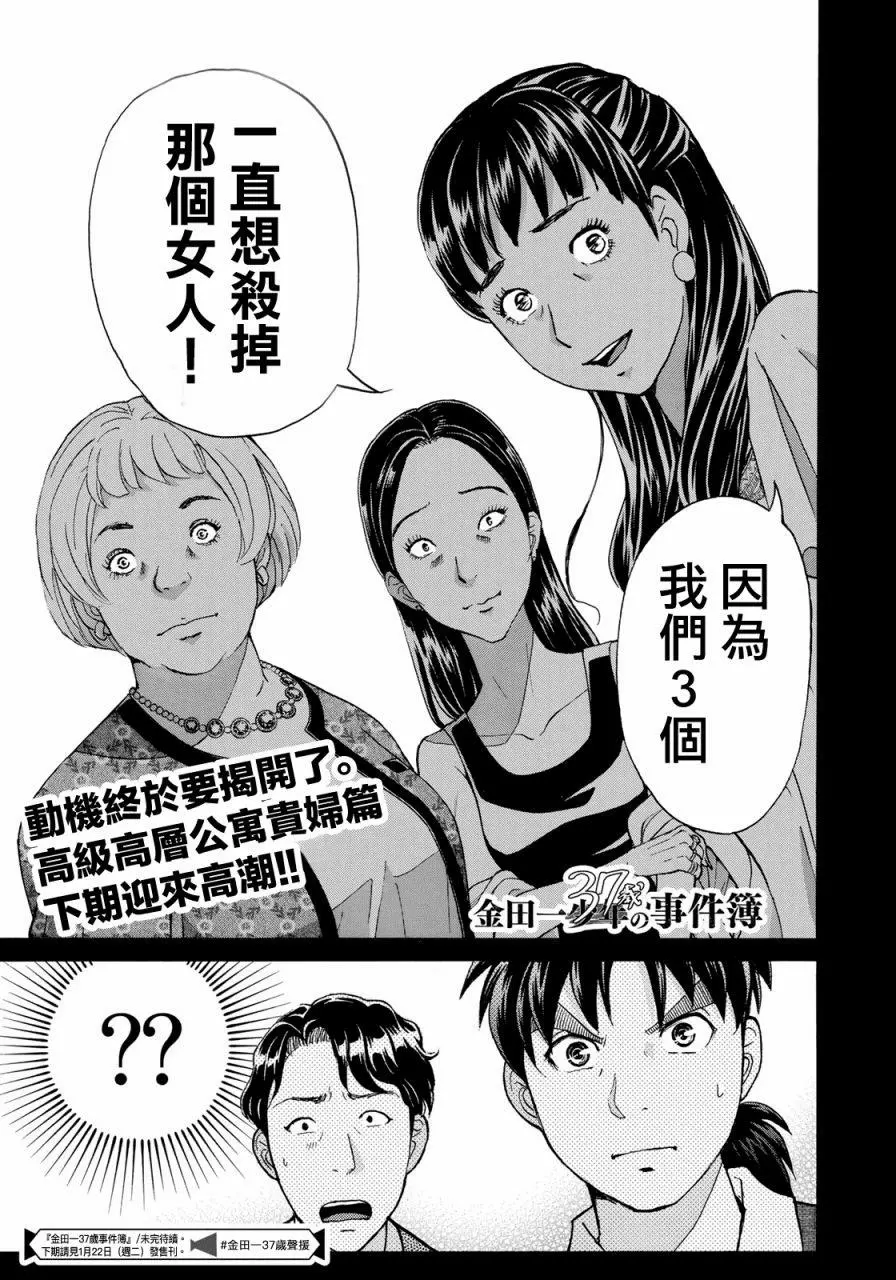 因為
我們3個
一直想殺掉
那個女人！
動機終於要揭開了。
高級高層公寓貴婦篇
下期迎來高潮!!
金田一少年の事件簿
37歲
??
『金田一37歲事件簿』/未完待續。
下期請見1月22日（週二）發售刊。
#金田一37歲聲援